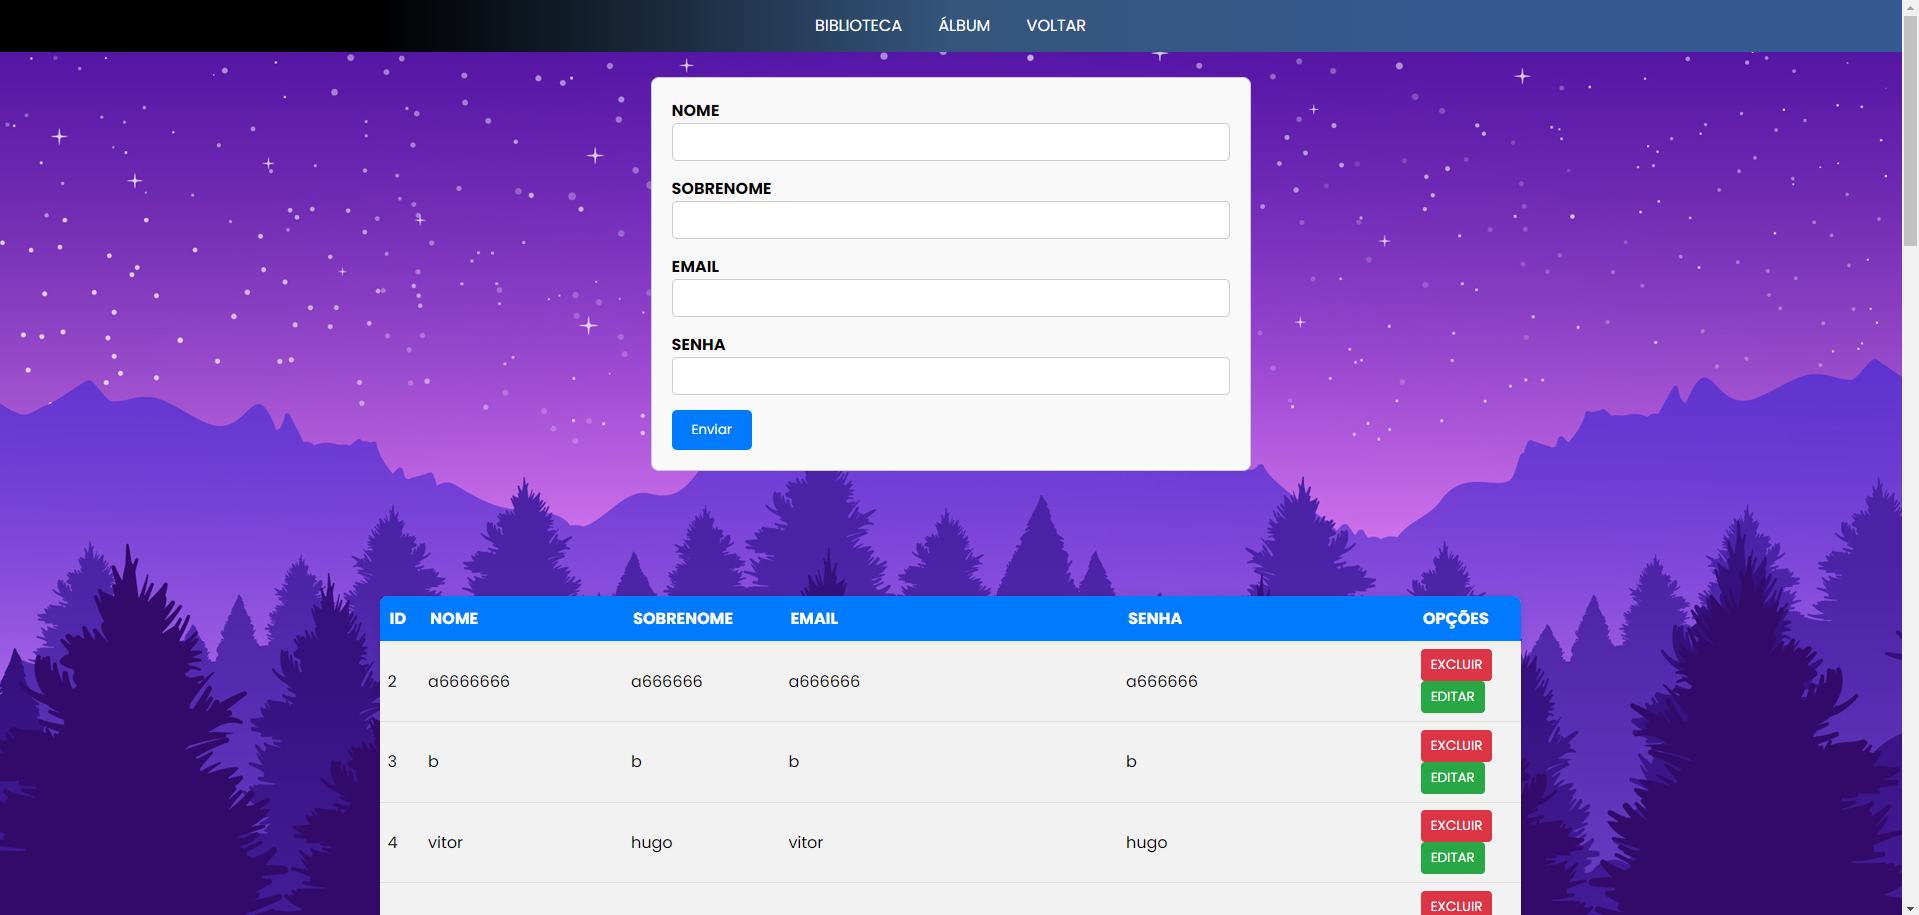 BIBLIOTECA ÁLBUM VOLTAR
NOME
SOBRENOME
EMAIL
SENHA
Enviar
ID NOME SOBRENOME EMAIL SENHA OPÇÕES
2 a6666666 a666666 a666666 a666666 EXCLUIR
EDITAR
3 b b b b EXCLUIR
EDITAR
4 vitor hugo vitor hugo EXCLUIR
EDITAR
EXCLUIR